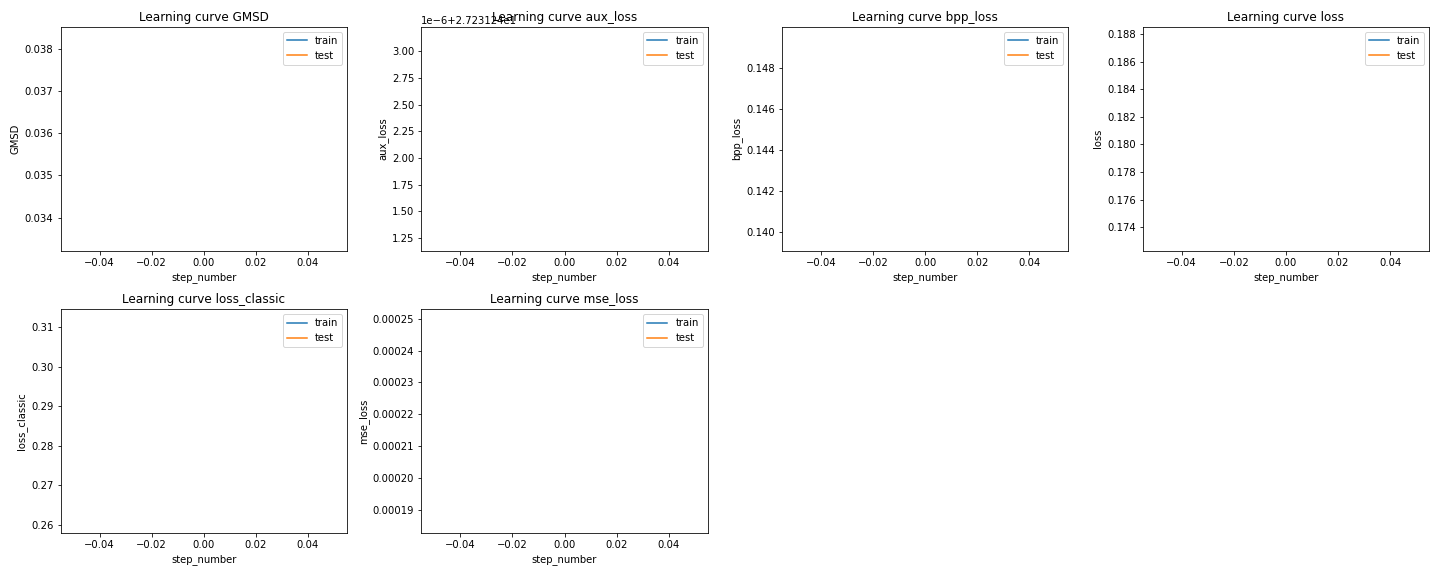 Learning curve GMSD
0.038
0.037
0.036
0.035
0.034
GMSD
train
test
−0.04 −0.02 0.00 0.02 0.04
step_number
1e−6+2.723124e1
Learning curve aux_loss
3.00
2.75
2.50
2.25
2.00
1.75
1.50
1.25
aux_loss
train
test
−0.04 −0.02 0.00 0.02 0.04
step_number
Learning curve bpp_loss
0.148
0.146
0.144
0.142
0.140
bpp_loss
train
test
−0.04 −0.02 0.00 0.02 0.04
step_number
Learning curve loss
0.188
0.186
0.184
0.182
0.180
0.178
0.176
0.174
loss
train
test
−0.04 −0.02 0.00 0.02 0.04
step_number
Learning curve loss_classic
0.31
0.30
0.29
0.28
0.27
0.26
loss_classic
train
test
−0.04 −0.02 0.00 0.02 0.04
step_number
Learning curve mse_loss
0.00025
0.00024
0.00023
0.00022
0.00021
0.00020
0.00019
mse_loss
train
test
−0.04 −0.02 0.00 0.02 0.04
step_number